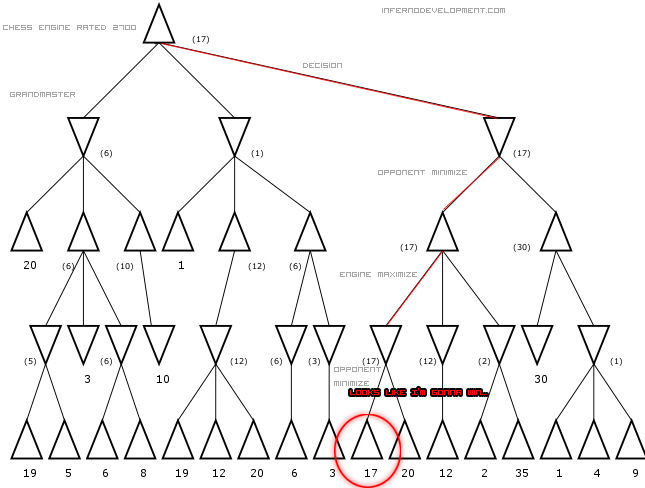 INFERNODEVELOPMENT.COM
CHESS ENGINE RATED 2700
(17)
DECISION
GRANDMASTER
(6) (1) (17)
OPPONENT MINIMIZE
(6) (10) (12) (6) (17) (30)
20 1
ENGINE MAXIMIZE
(5) (6) (12) (6) (3) (17) (12) (2) (1)
OPPONENT
MINIMIZE
3 10 30
LOOKS LIKE I'M GONNA WIN..
19 5 6 8 19 12 20 6 3 17 20 12 2 35 1 4 9